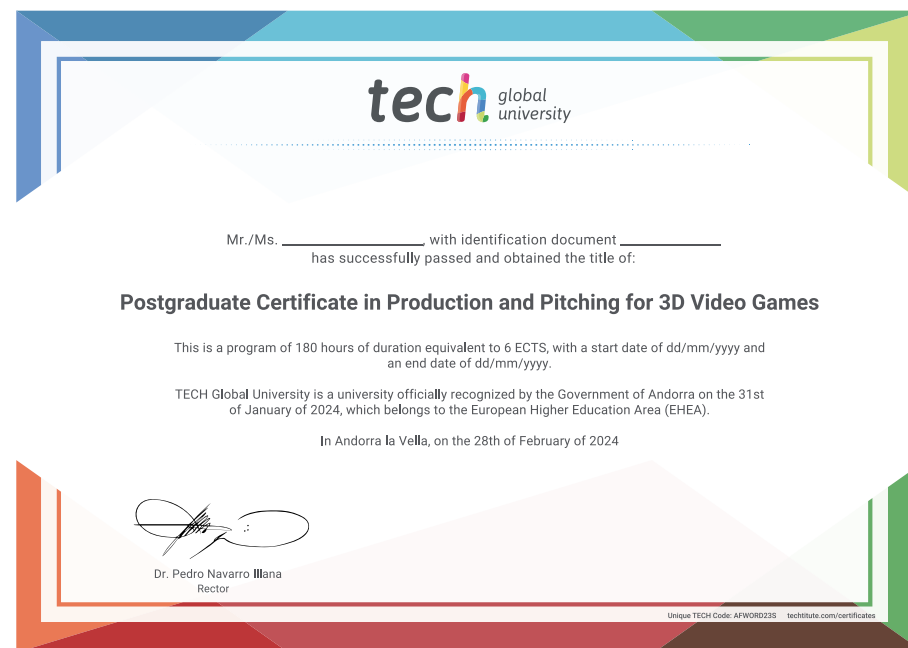 tech global
university
Mr./Ms. ____________________, with identification document ______________
has successfully passed and obtained the title of:
Postgraduate Certificate in Production and Pitching for 3D Video Games
This is a program of 180 hours of duration equivalent to 6 ECTS, with a start date of dd/mm/yyyy and
an end date of dd/mm/yyyy.
TECH Global University is a university officially recognized by the Government of Andorra on the 31st
of January of 2024, which belongs to the European Higher Education Area (EHEA).
In Andorra la Vella, on the 28th of February of 2024
Dr. Pedro Navarro Illana
Rector
Unique TECH Code: AFWORD23S techtitute.com/certificates